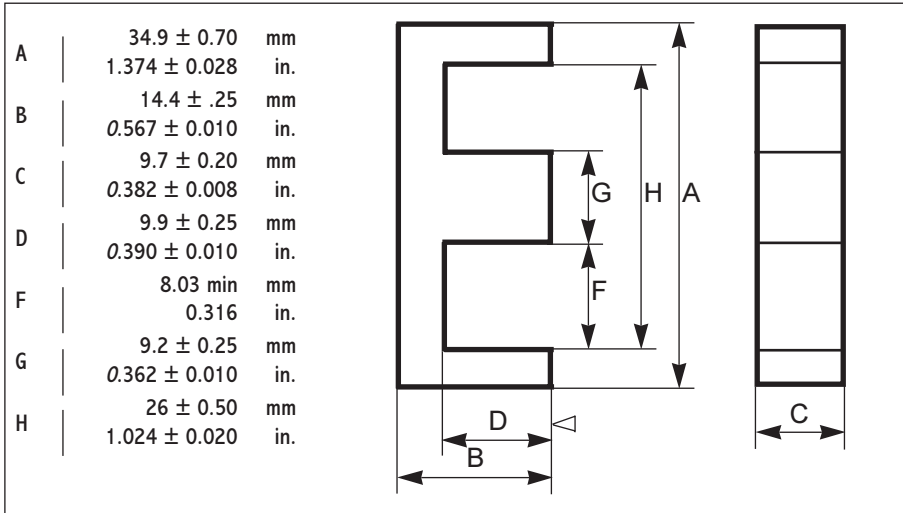 A 34.9 ± 0.70 mm
1.374 ± 0.028 in.
B 14.4 ± .25 mm
0.567 ± 0.010 in.
C 9.7 ± 0.20 mm
0.382 ± 0.008 in.
D 9.9 ± 0.25 mm
0.390 ± 0.010 in.
F 8.03 min mm
0.316 in.
G 9.2 ± 0.25 mm
0.362 ± 0.010 in.
H 26 ± 0.50 mm
1.024 ± 0.020 in.
G H A
F
D
B
C